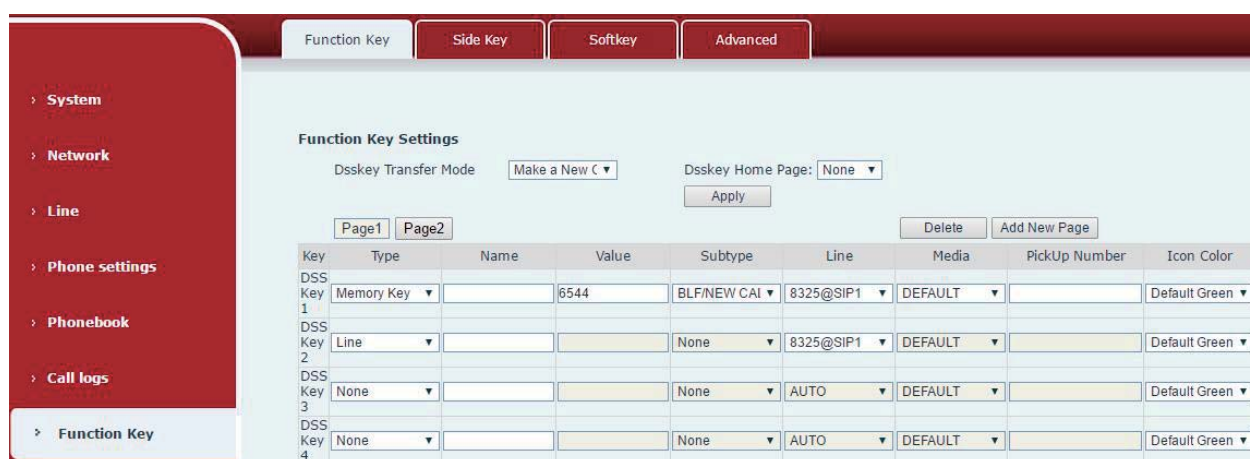 Function Key Side Key Softkey Advanced
› System
› Network
› Line
› Phone settings
› Phonebook
› Call logs
› Function Key
Function Key Settings
Dsskey Transfer Mode Make a New C Dsskey Home Page: None
Apply
Page1 Page2 Delete Add New Page
Key Type Name Value Subtype Line Media PickUp Number Icon Color
DSS Key 1 Memory Key 6544 BLF/NEW CAL 8325@SIP1 DEFAULT Default Green
DSS Key 2 Line None 8325@SIP1 DEFAULT Default Green
DSS Key 3 None None AUTO DEFAULT Default Green
DSS Key 4 None None AUTO DEFAULT Default Green